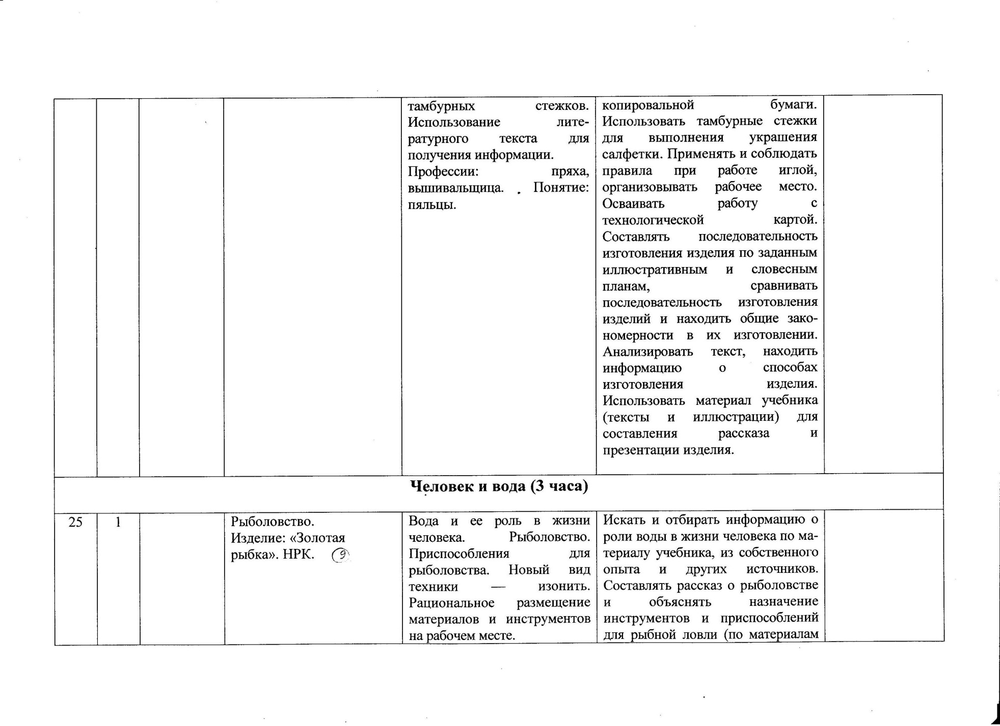 тамбурных стежков.
Использование лите-
ратурного текста для
получения информации.
Профессии: пряха,
вышивальщица. . Понятие:
пяльцы.
копировальной бумаги.
Использовать тамбурные стежки
для выполнения украшения
салфетки. Применять и соблюдать
правила при работе иглой,
организовывать рабочее место.
Осваивать работу с
технологической картой.
Составлять последовательность
изготовления изделия по заданным
иллюстративным и словесным
планам, сравнивать
последовательность изготовления
изделий и находить общие зако-
номерности в их изготовлении.
Анализировать текст, находить
информацию о способах
изготовления изделия.
Использовать материал учебника
(тексты и иллюстрации) для
составления рассказа и
презентации изделия.
Человек и вода (3 часа)
25
1
Рыболовство.
Изделие: «Золотая
рыбка». НРК. 9
Вода и ее роль в жизни
человека. Рыболовство.
Приспособления для
рыболовства. Новый вид
техники — изонить.
Рациональное размещение
материалов и инструментов
на рабочем месте.
Искать и отбирать информацию о
роли воды в жизни человека по ма-
териалу учебника, из собственного
опыта и других источников.
Составлять рассказ о рыболовстве
и объяснять назначение
инструментов и приспособлений
для рыбной ловли (по материалам